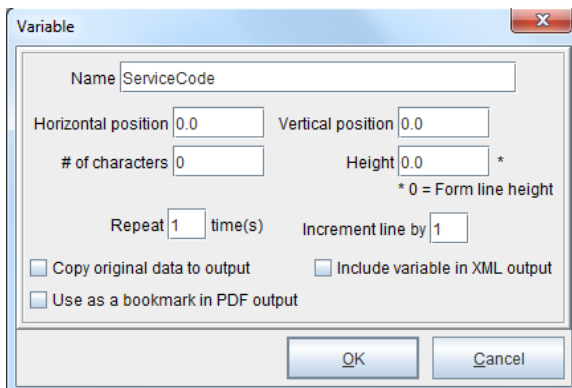 Variable
Name ServiceCode
Horizontal position 0.0 Vertical position 0.0
# of characters 0 Height 0.0 *
* 0 = Form line height
Repeat 1 time(s) Increment line by 1
Copy original data to output Include variable in XML output
Use as a bookmark in PDF output
OK Cancel